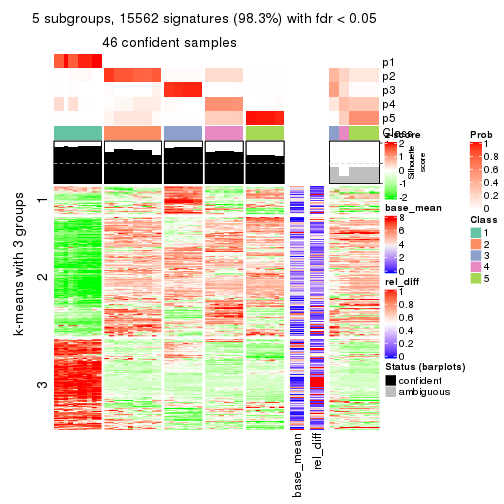 5 subgroups, 15562 signatures (98.3%) with fdr < 0.05
46 confident samples
p1
p2
p3
p4
p5
Class
Silhouette
score
k-means with 3 groups
1
2
3
base_mean
rel_diff
z-score
2
1
0
-1
-2
base_mean
8
6
4
2
0
rel_diff
1
0.8
0.6
0.4
0.2
0
Status (barplots)
confident
ambiguous
Prob
1
0.8
0.6
0.4
0.2
0
Class
1
2
3
4
5